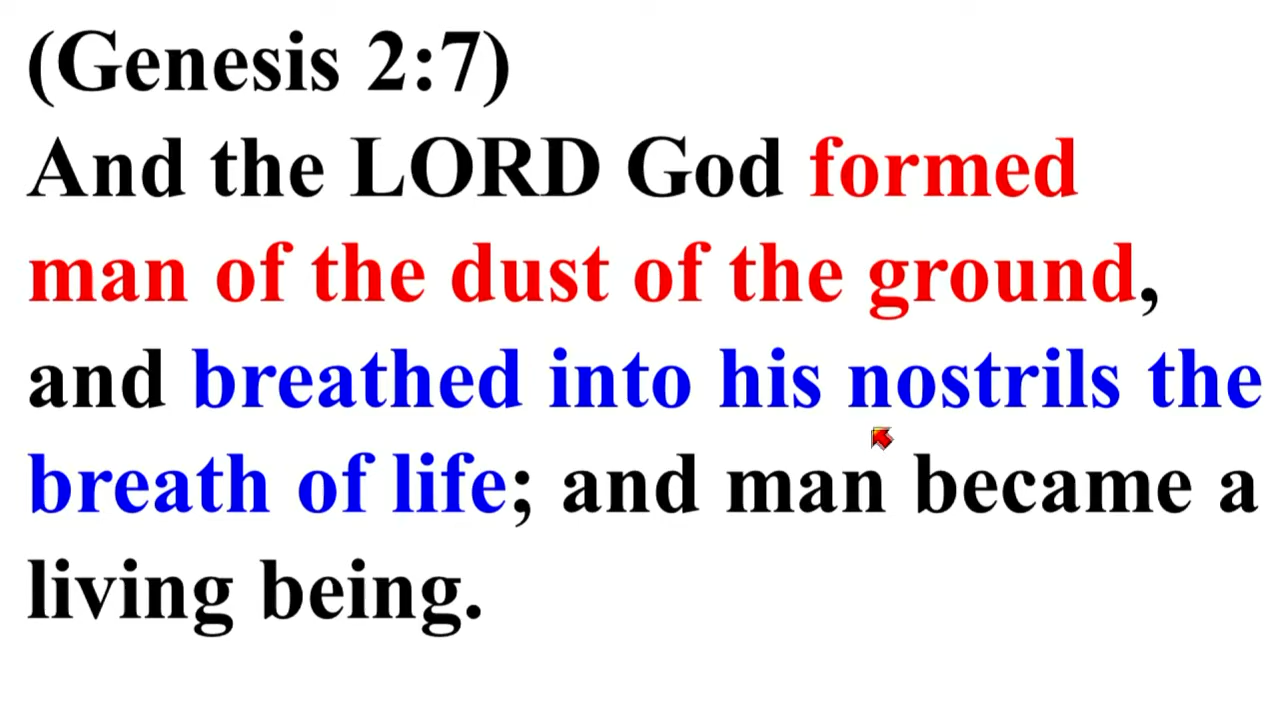 (Genesis 2:7)
And the LORD God formed
man of the dust of the ground,
and breathed into his nostrils the
breath of life; and man became a
living being.